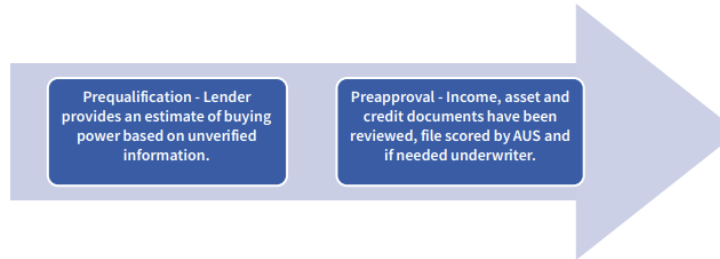 Prequalification - Lender
provides an estimate of buying
power based on unverified
information.
Preapproval - Income, asset and
credit documents have been
reviewed, file scored by AUS and
if needed underwriter.